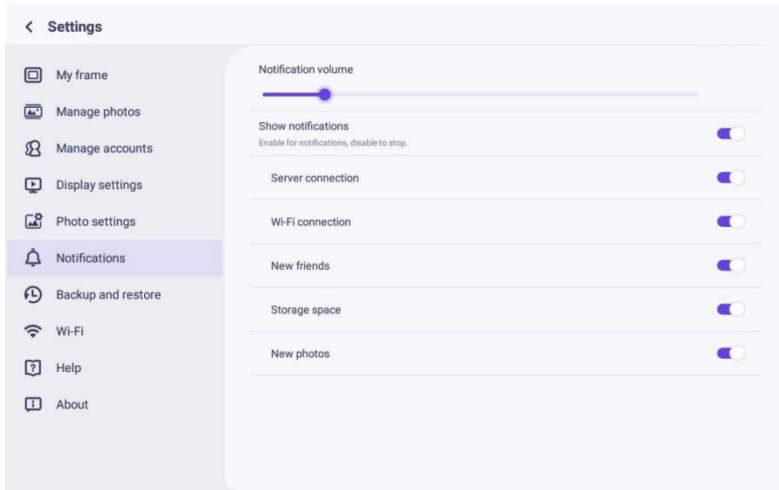 Settings
My frame
Manage photos
Manage accounts
Display settings
Photo settings
Notifications
Backup and restore
Wi-Fi
Help
About
Notification volume
Show notifications
Enable for notifications, disable to stop.
Server connection
Wi-Fi connection
New friends
Storage space
New photos